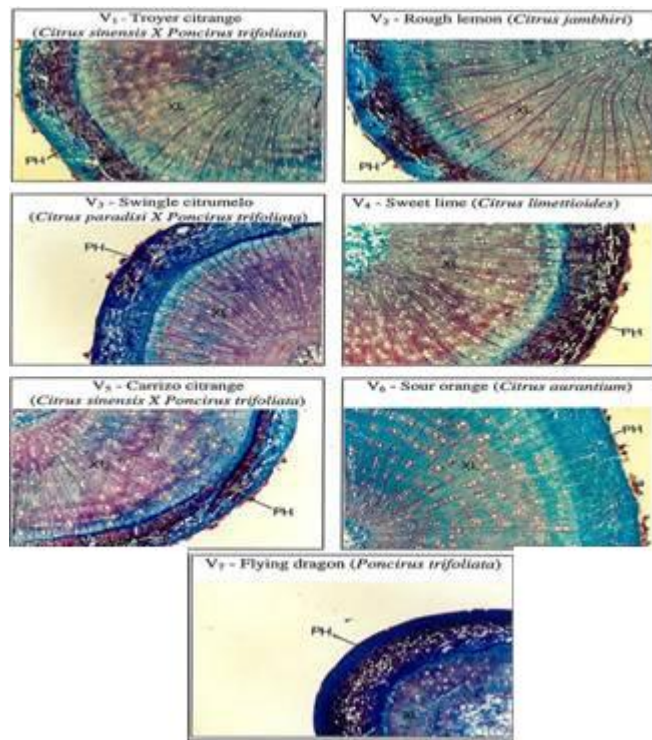 V₁ - Troyer citrange
(Citrus sinensis X Poncirus trifoliata)
XL
PH
V₂ - Rough lemon (Citrus jambhiri)
XL
PH
V₃ - Swingle citrumelo
(Citrus paradisi X Poncirus trifoliata)
PH
XL
V₄ - Sweet lime (Citrus limettioides)
XL
PH
V₅ - Carrizo citrange
(Citrus sinensis X Poncirus trifoliata)
XL
PH
V₆ - Sour orange (Citrus aurantium)
PH
XL
V₇ - Flying dragon (Poncirus trifoliata)
PH
XL